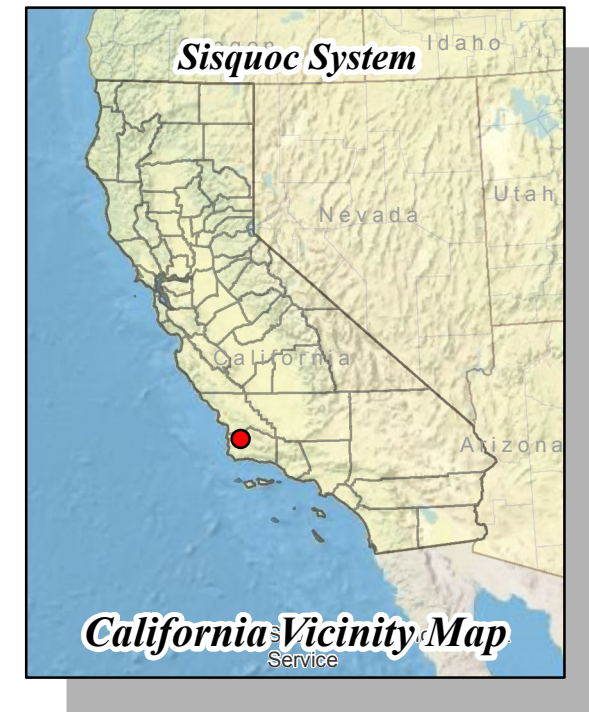 Sisquoc System
Idaho
Utah
Nevada
California
Arizona
California Vicinity Map
Service